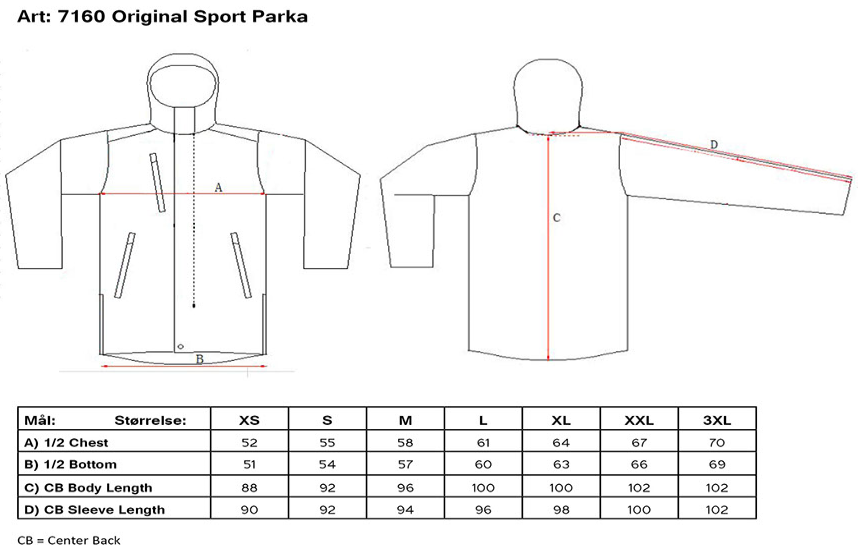 Art: 7160 Original Sport Parka
A
B
C
D
Mål: Størrelse: XS S M L XL XXL 3XL
A) 1/2 Chest 52 55 58 61 64 67 70
B) 1/2 Bottom 51 54 57 60 63 66 69
C) CB Body Length 88 92 96 100 100 102 102
D) CB Sleeve Length 90 92 94 96 98 100 102
CB = Center Back